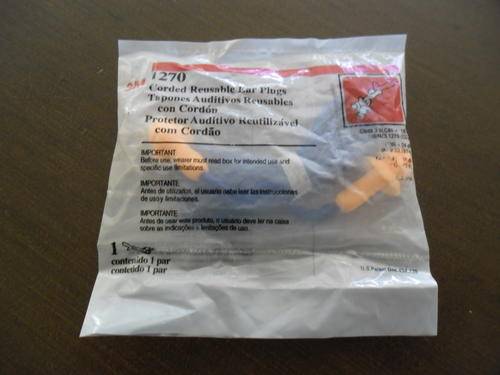 3M
1270
Corded Reusable Ear Plugs
Tapones Auditivos Reusables
con Cordón
Protetor Auditivo Reutilizável
com Cordão
IMPORTANT
Before use, wearer must read box for intended use and
specific use limitations.
IMPORTANTE
Antes de utilizarlos, el usuario debe leer las instrucciones
de uso y limitaciones.
IMPORTANTE
Antes de usar este produto, o usuário deve ler na caixa
sobre as indicações e limitações de uso.
1
contenido 1 par
conteúdo 1 par
U.S. Patent